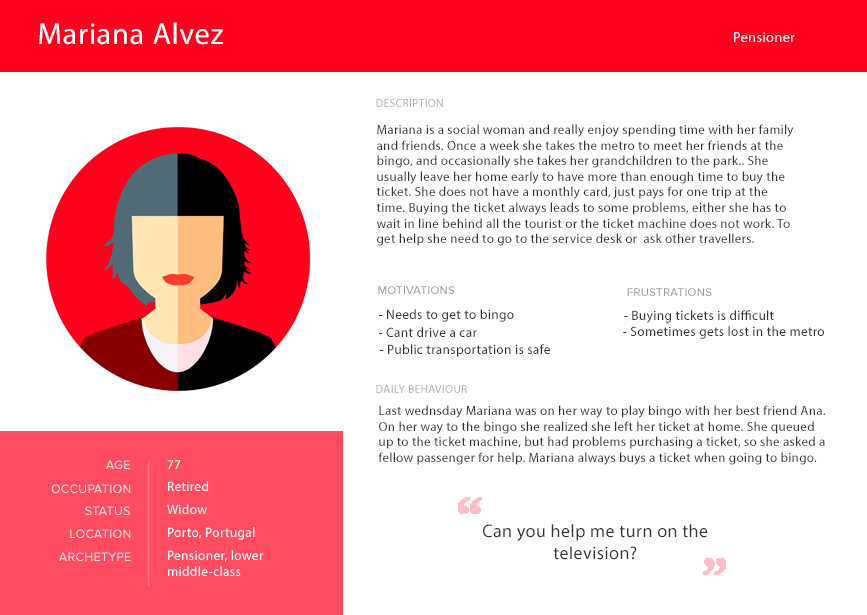 Mariana Alvez
Pensioner
DESCRIPTION
Mariana is a social woman and really enjoy spending time with her family
and friends. Once a week she takes the metro to meet her friends at the
bingo, and occasionally she takes her grandchildren to the park.. She
usually leave her home early to have more than enough time to buy the
ticket. She does not have a monthly card, just pays for one trip at the
time. Buying the ticket always leads to some problems, either she has to
wait in line behind all the tourist or the ticket machine does not work. To
get help she need to go to the service desk or  ask other travellers.
MOTIVATIONS
- Needs to get to bingo
- Cant drive a car
- Public transportation is safe
FRUSTRATIONS
- Buying tickets is difficult
- Sometimes gets lost in the metro
DAILY BEHAVIOUR
Last wednsday Mariana was on her way to play bingo with her best friend Ana.
On her way to the bingo she realized she left her ticket at home. She queued
up to the ticket machine, but had problems purchasing a ticket, so she asked a
fellow passenger for help. Mariana always buys a ticket when going to bingo.
AGE 77
OCCUPATION Retired
STATUS Widow
LOCATION Porto, Portugal
ARCHETYPE Pensioner, lower
middle-class
“
Can you help me turn on the
television?
”